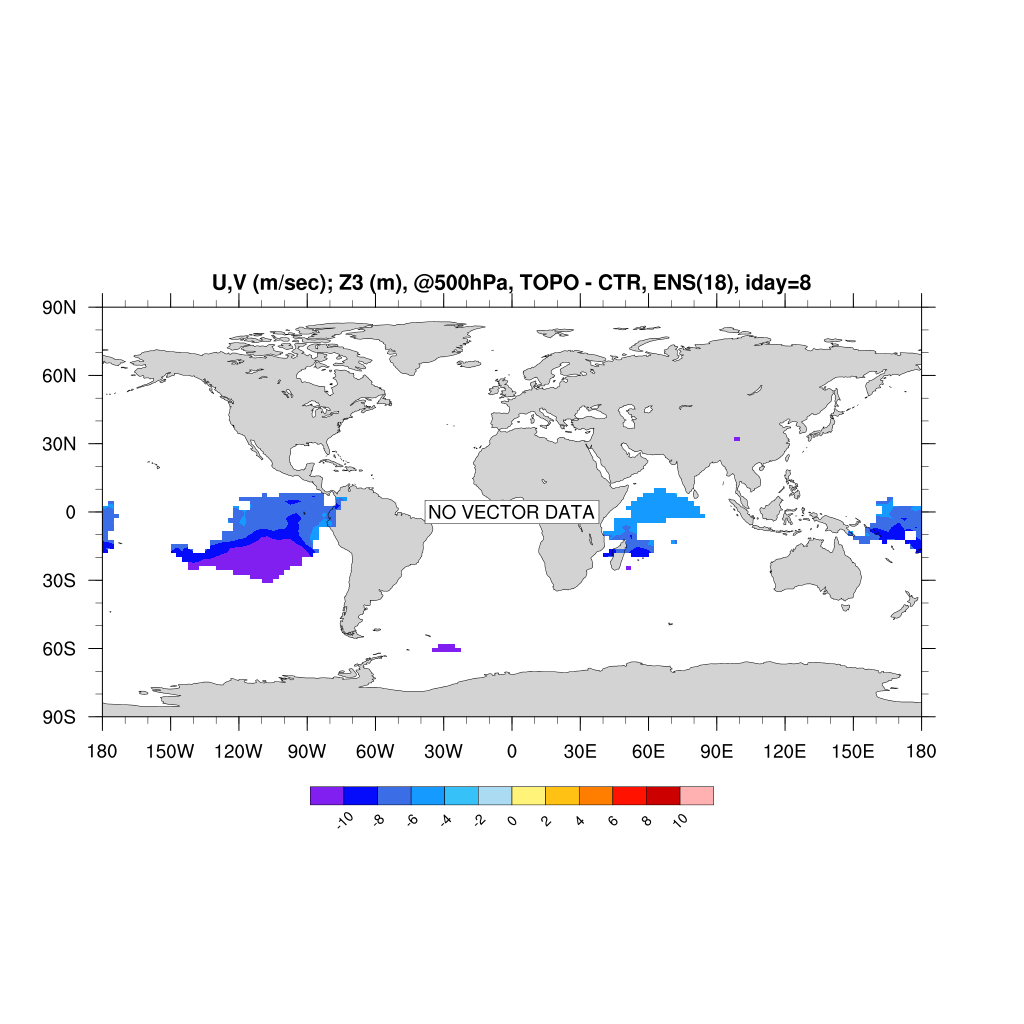 U,V (m/sec); Z3 (m), @500hPa, TOPO - CTR, ENS(18), iday=8
90N
60N
30N
0
30S
60S
90S
NO VECTOR DATA
180 150W 120W 90W 60W 30W 0 30E 60E 90E 120E 150E 180
-10 -8 -6 -4 -2 0 2 4 6 8 10